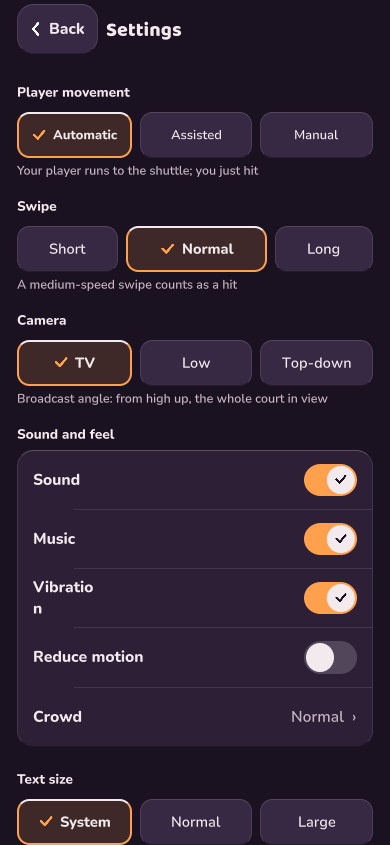 Back
Settings
Player movement
Automatic
Assisted
Manual
Your player runs to the shuttle; you just hit
Swipe
Short
Normal
Long
A medium-speed swipe counts as a hit
Camera
TV
Low
Top-down
Broadcast angle: from high up, the whole court in view
Sound and feel
Sound
Music
Vibratio
n
Reduce motion
Crowd
Normal ›
Text size
System
Normal
Large